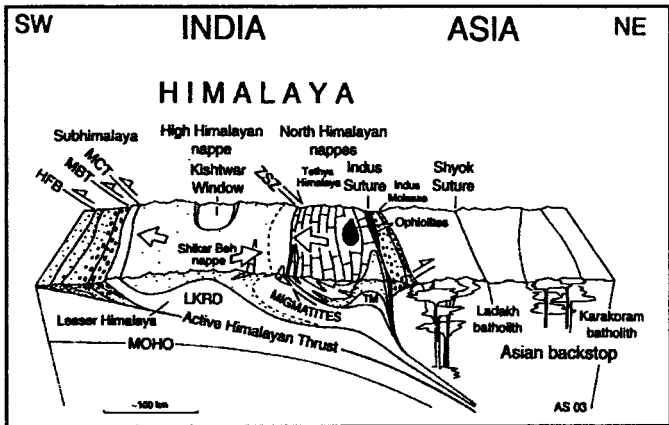 SW INDIA ASIA NE
HIMALAYA
Subhimalaya
High Himalayan
nappe
North Himalayan
nappes
HFB
MBT
MCT
Kishtwar
Window
ZSZ
Tethys
Himalaya
Indus
Suture
Indus
Molasse
Shyok
Suture
Ophiolites
Shikar Beh
nappe
LKRD
MIGMATITES
TM
Lesser Himalaya
Active Himalayan Thrust
MOHO
Ladakh
batholith
Karakoram
batholith
Asian backstop
~100 km
AS 03